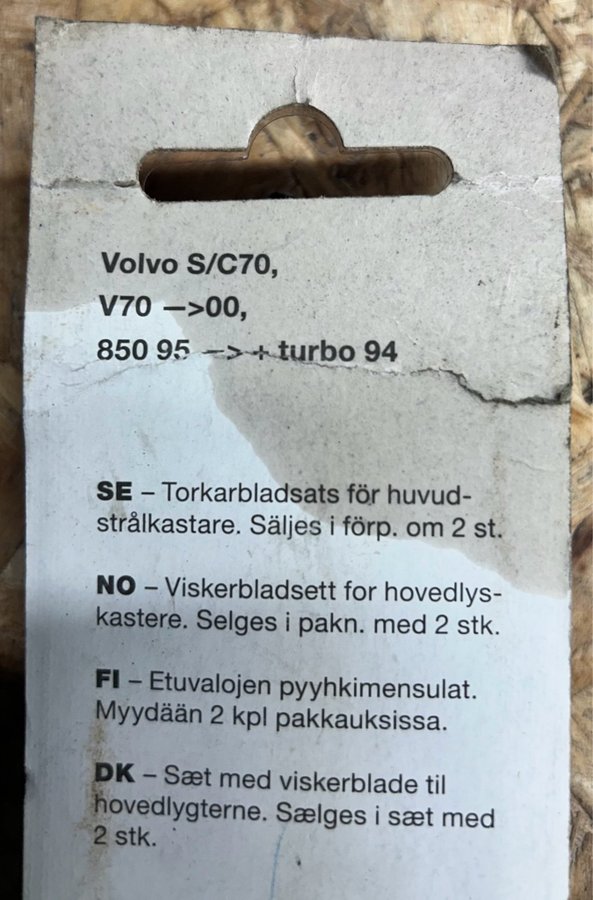 Volvo S/C70,
V70 —>00,
850 95 —> + turbo 94
SE – Torkarbladsats för huvud-
strålkastare. Säljes i förp. om 2 st.
NO – Viskerbladsett for hovedlys-
kastere. Selges i pakn. med 2 stk.
FI – Etuvalojen pyyhkimensulat.
Myydään 2 kpl pakkauksissa.
DK – Sæt med viskerblade til
hovedlygterne. Sælges i sæt med
2 stk.